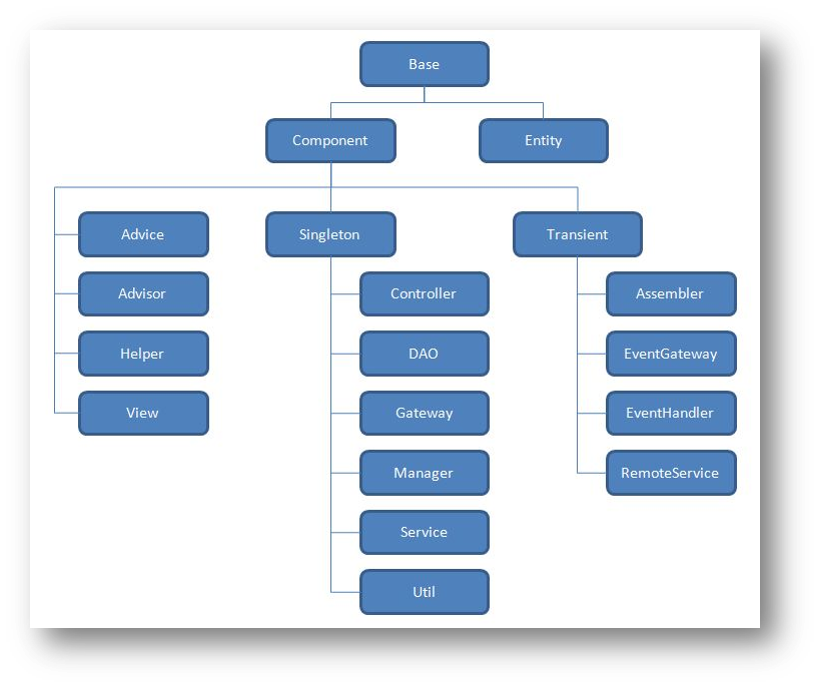 Base
Component
Entity
Advice
Singleton
Transient
Advisor
Controller
Assembler
Helper
DAO
EventGateway
View
Gateway
EventHandler
Manager
RemoteService
Service
Util